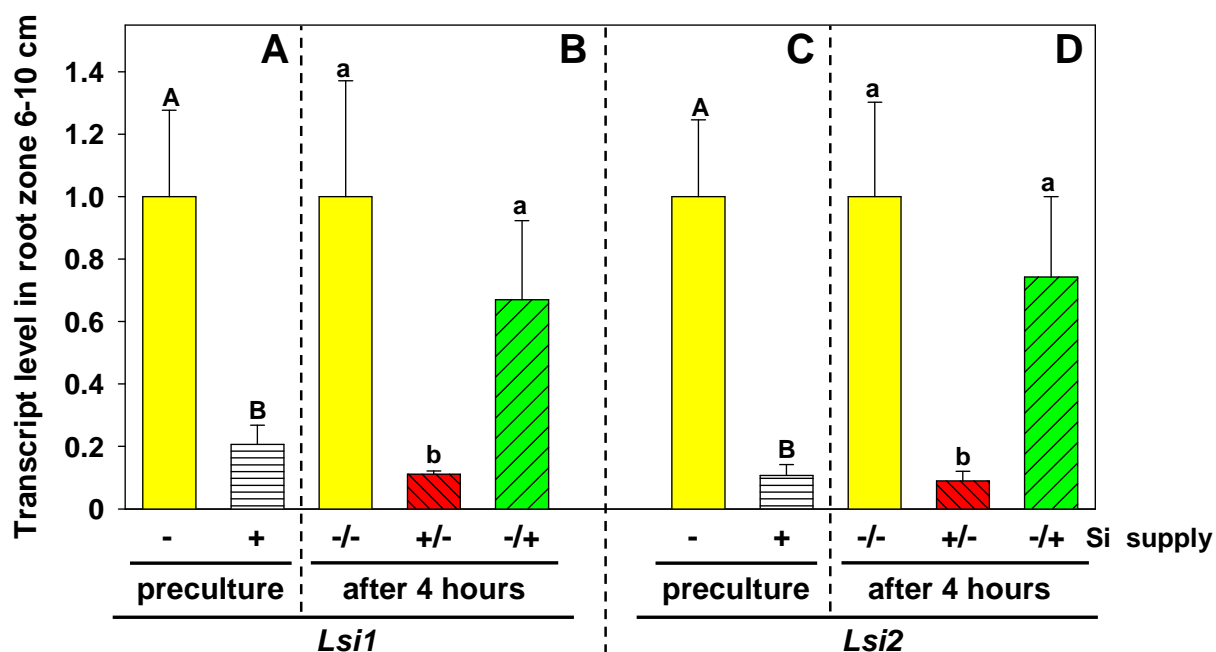 Transcript level in root zone 6-10 cm
1.4
1.2
1.0
0.8
0.6
0.4
0.2
0
A B C D
A B a b a A B a b a
- + -/- +/- -/+ - + -/- +/- -/+ Si supply
preculture after 4 hours preculture after 4 hours
Lsi1 Lsi2